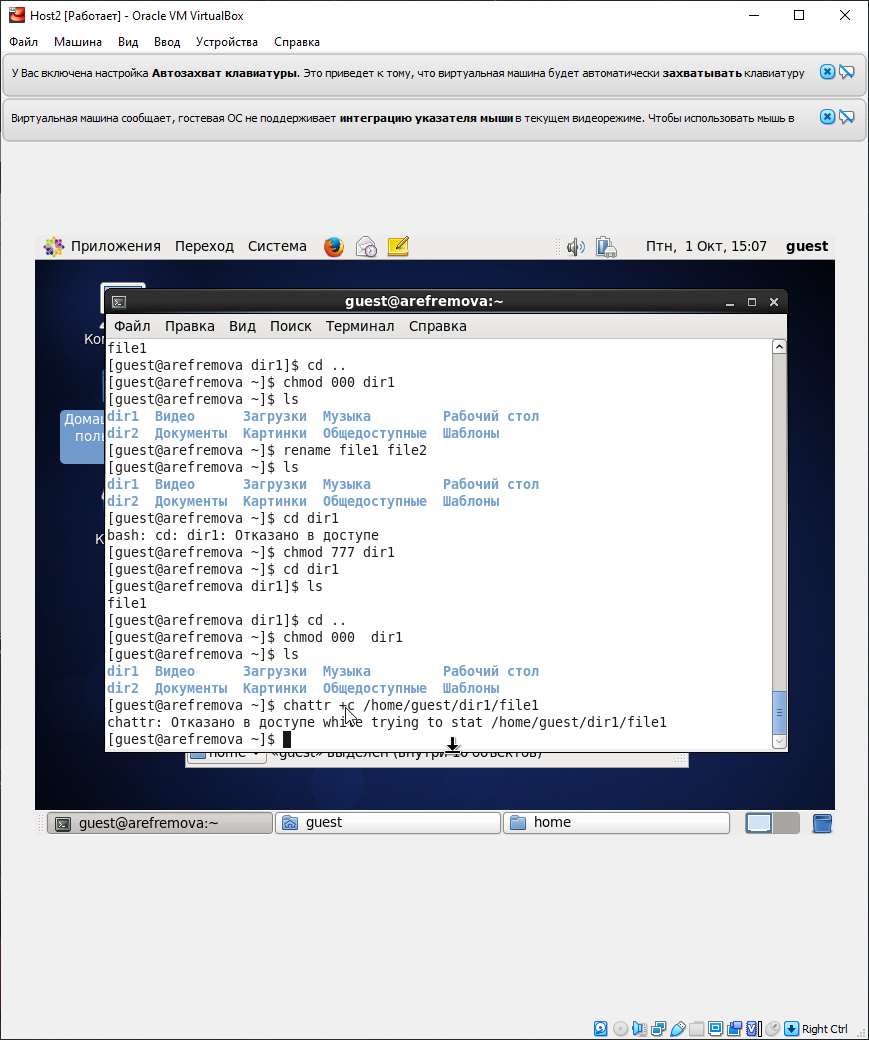 Host2 [Работает] - Oracle VM VirtualBox
Файл Машина Вид Ввод Устройства Справка
У Вас включена настройка Автозахват клавиатуры. Это приведет к тому, что виртуальная машина будет автоматически захватывать клавиатуру
Виртуальная машина сообщает, гостевая ОС не поддерживает интеграцию указателя мыши в текущем видеорежиме. Чтобы использовать мышь в
Приложения Переход Система Птн, 1 Окт, 15:07 guest
guest@arefremova:~
Файл Правка Вид Поиск Терминал Справка
Ко
Домац
поль
К
file1
[guest@arefremova dir1]$ cd ..
[guest@arefremova ~]$ chmod 000 dir1
[guest@arefremova ~]$ ls
dir1 Видео Загрузки Музыка Рабочий стол
dir2 Документы Картинки Общедоступные Шаблоны
[guest@arefremova ~]$ rename file1 file2
[guest@arefremova ~]$ ls
dir1 Видео Загрузки Музыка Рабочий стол
dir2 Документы Картинки Общедоступные Шаблоны
[guest@arefremova ~]$ cd dir1
bash: cd: dir1: Отказано в доступе
[guest@arefremova ~]$ chmod 777 dir1
[guest@arefremova ~]$ cd dir1
[guest@arefremova dir1]$ ls
file1
[guest@arefremova dir1]$ cd ..
[guest@arefremova ~]$ chmod 000  dir1
[guest@arefremova ~]$ ls
dir1 Видео Загрузки Музыка Рабочий стол
dir2 Документы Картинки Общедоступные Шаблоны
[guest@arefremova ~]$ chattr +c /home/guest/dir1/file1
chattr: Отказано в доступе while trying to stat /home/guest/dir1/file1
[guest@arefremova ~]$
home «guest» выделен (внутри 16 объектов)
guest@arefremova:~ guest home
Right Ctrl